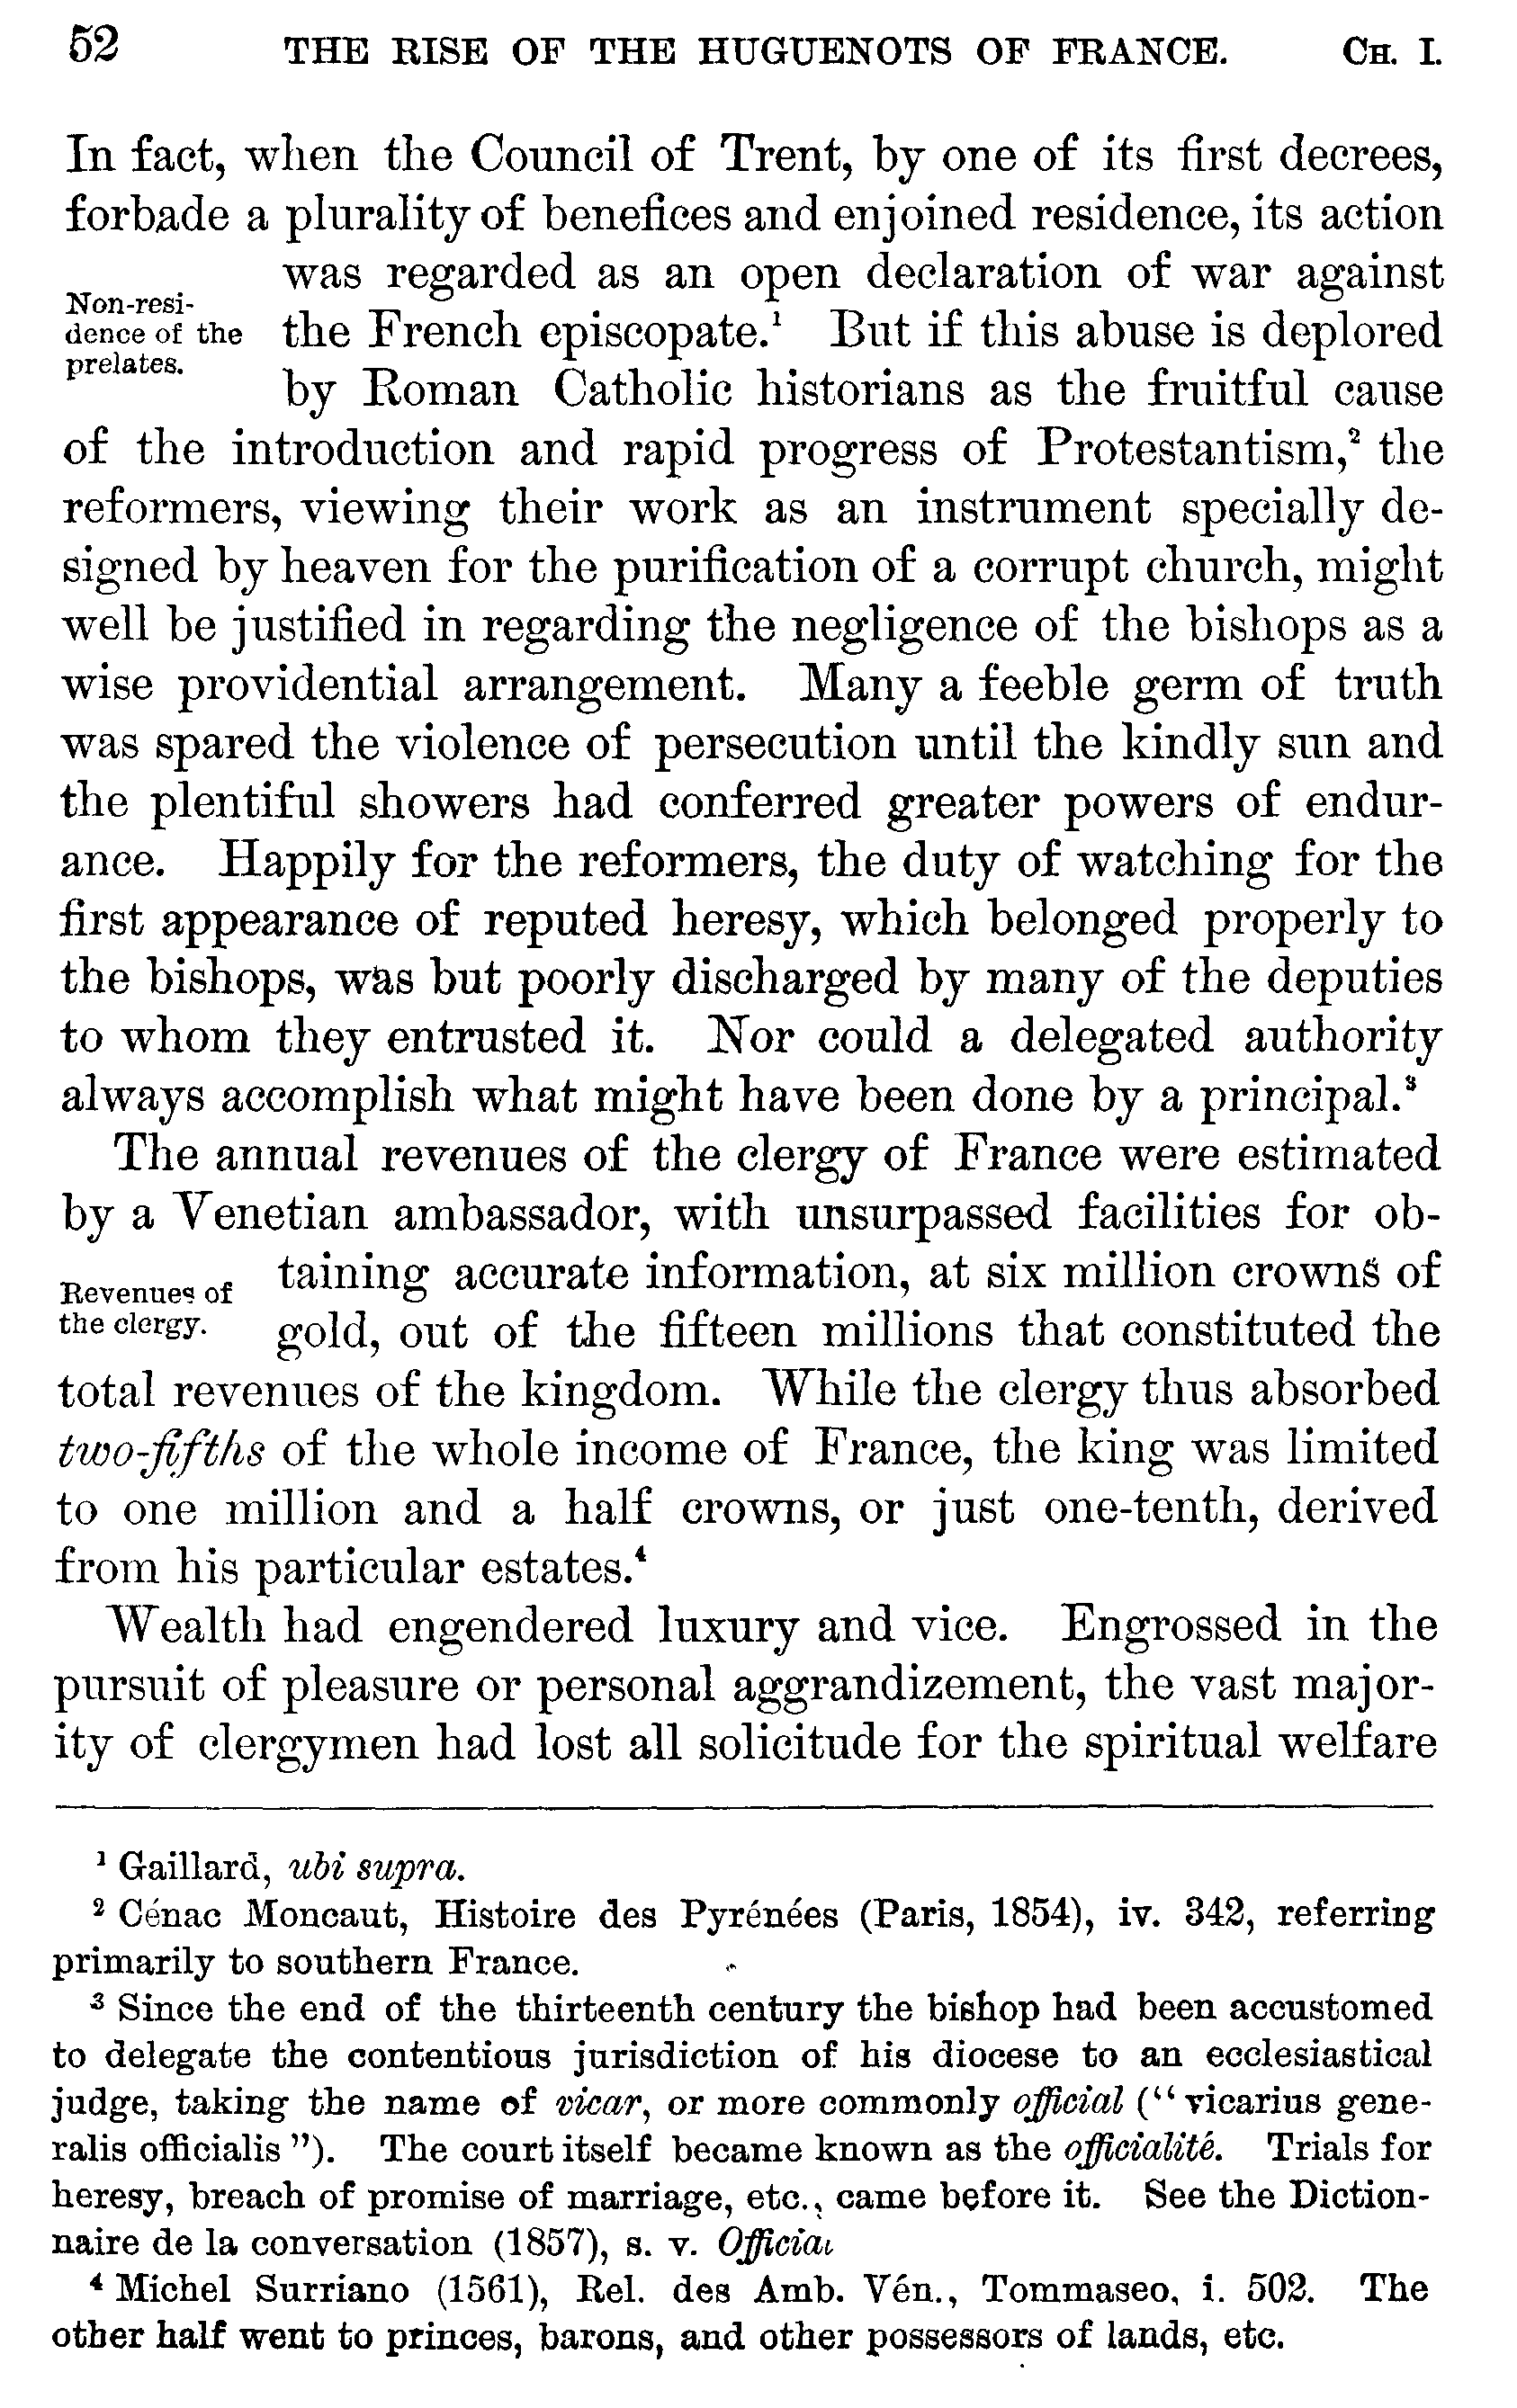 52 THE RISE OF THE HUGUENOTS OF FRANCE. CH. I.
In fact, when the Council of Trent, by one of its first decrees,
forbade a plurality of benefices and enjoined residence, its action
was regarded as an open declaration of war against
Non-resi-
dence of the
prelates.
the French episcopate.¹ But if this abuse is deplored
by Roman Catholic historians as the fruitful cause
of the introduction and rapid progress of Protestantism,² the
reformers, viewing their work as an instrument specially de-
signed by heaven for the purification of a corrupt church, might
well be justified in regarding the negligence of the bishops as a
wise providential arrangement. Many a feeble germ of truth
was spared the violence of persecution until the kindly sun and
the plentiful showers had conferred greater powers of endur-
ance. Happily for the reformers, the duty of watching for the
first appearance of reputed heresy, which belonged properly to
the bishops, was but poorly discharged by many of the deputies
to whom they entrusted it. Nor could a delegated authority
always accomplish what might have been done by a principal.³
The annual revenues of the clergy of France were estimated
by a Venetian ambassador, with unsurpassed facilities for ob-
Revenues of
the clergy.
taining accurate information, at six million crowns of
gold, out of the fifteen millions that constituted the
total revenues of the kingdom. While the clergy thus absorbed
two-fifths of the whole income of France, the king was limited
to one million and a half crowns, or just one-tenth, derived
from his particular estates.⁴
Wealth had engendered luxury and vice. Engrossed in the
pursuit of pleasure or personal aggrandizement, the vast major-
ity of clergymen had lost all solicitude for the spiritual welfare
¹ Gaillard, ubi supra.
² Cénac Moncaut, Histoire des Pyrénées (Paris, 1854), iv. 342, referring
primarily to southern France.
³ Since the end of the thirteenth century the bishop had been accustomed
to delegate the contentious jurisdiction of his diocese to an ecclesiastical
judge, taking the name of vicar, or more commonly official (“vicarius gene-
ralis officialis”). The court itself became known as the officialité. Trials for
heresy, breach of promise of marriage, etc., came before it. See the Diction-
naire de la conversation (1857), s. v. Official
⁴ Michel Surriano (1561), Rel. des Amb. Vén., Tommaseo, i. 502. The
other half went to princes, barons, and other possessors of lands, etc.